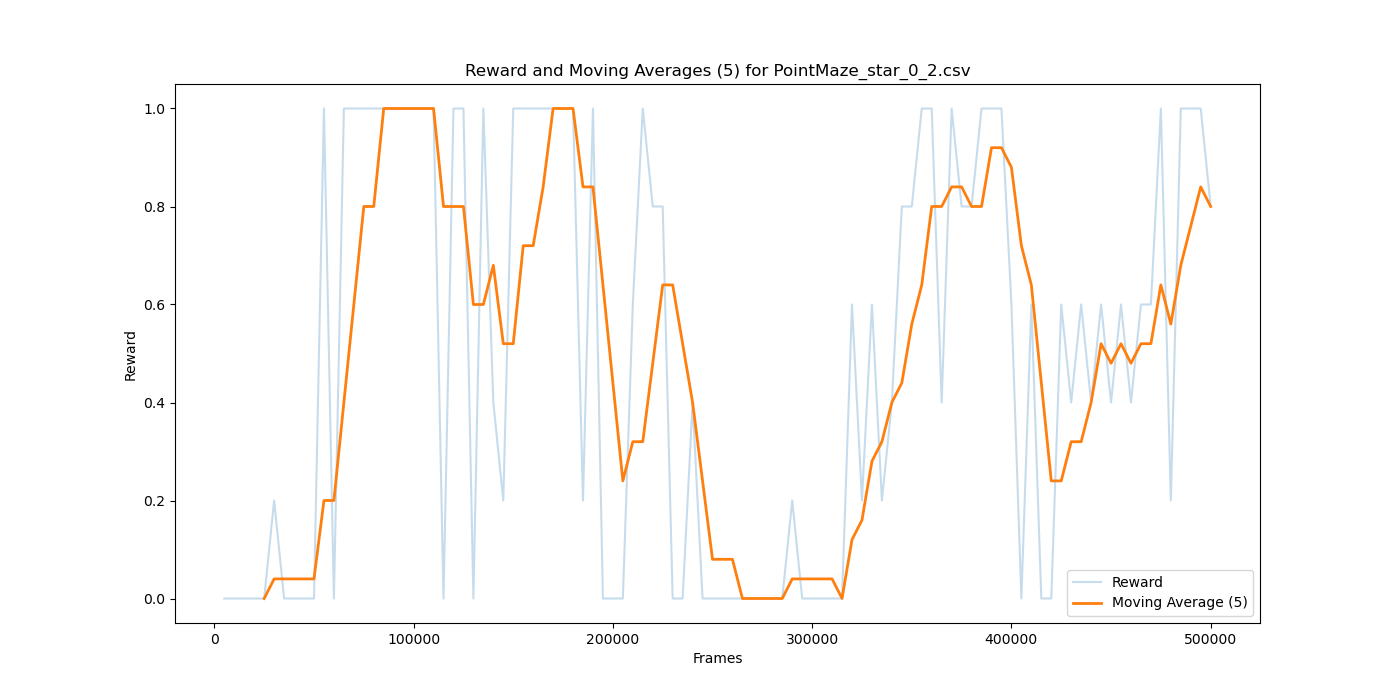 Reward and Moving Averages (5) for PointMaze_star_0_2.csv
1.0
0.8
0.6
0.4
0.2
0.0
Reward
0
100000
200000
300000
400000
500000
Frames
Reward
Moving Average (5)